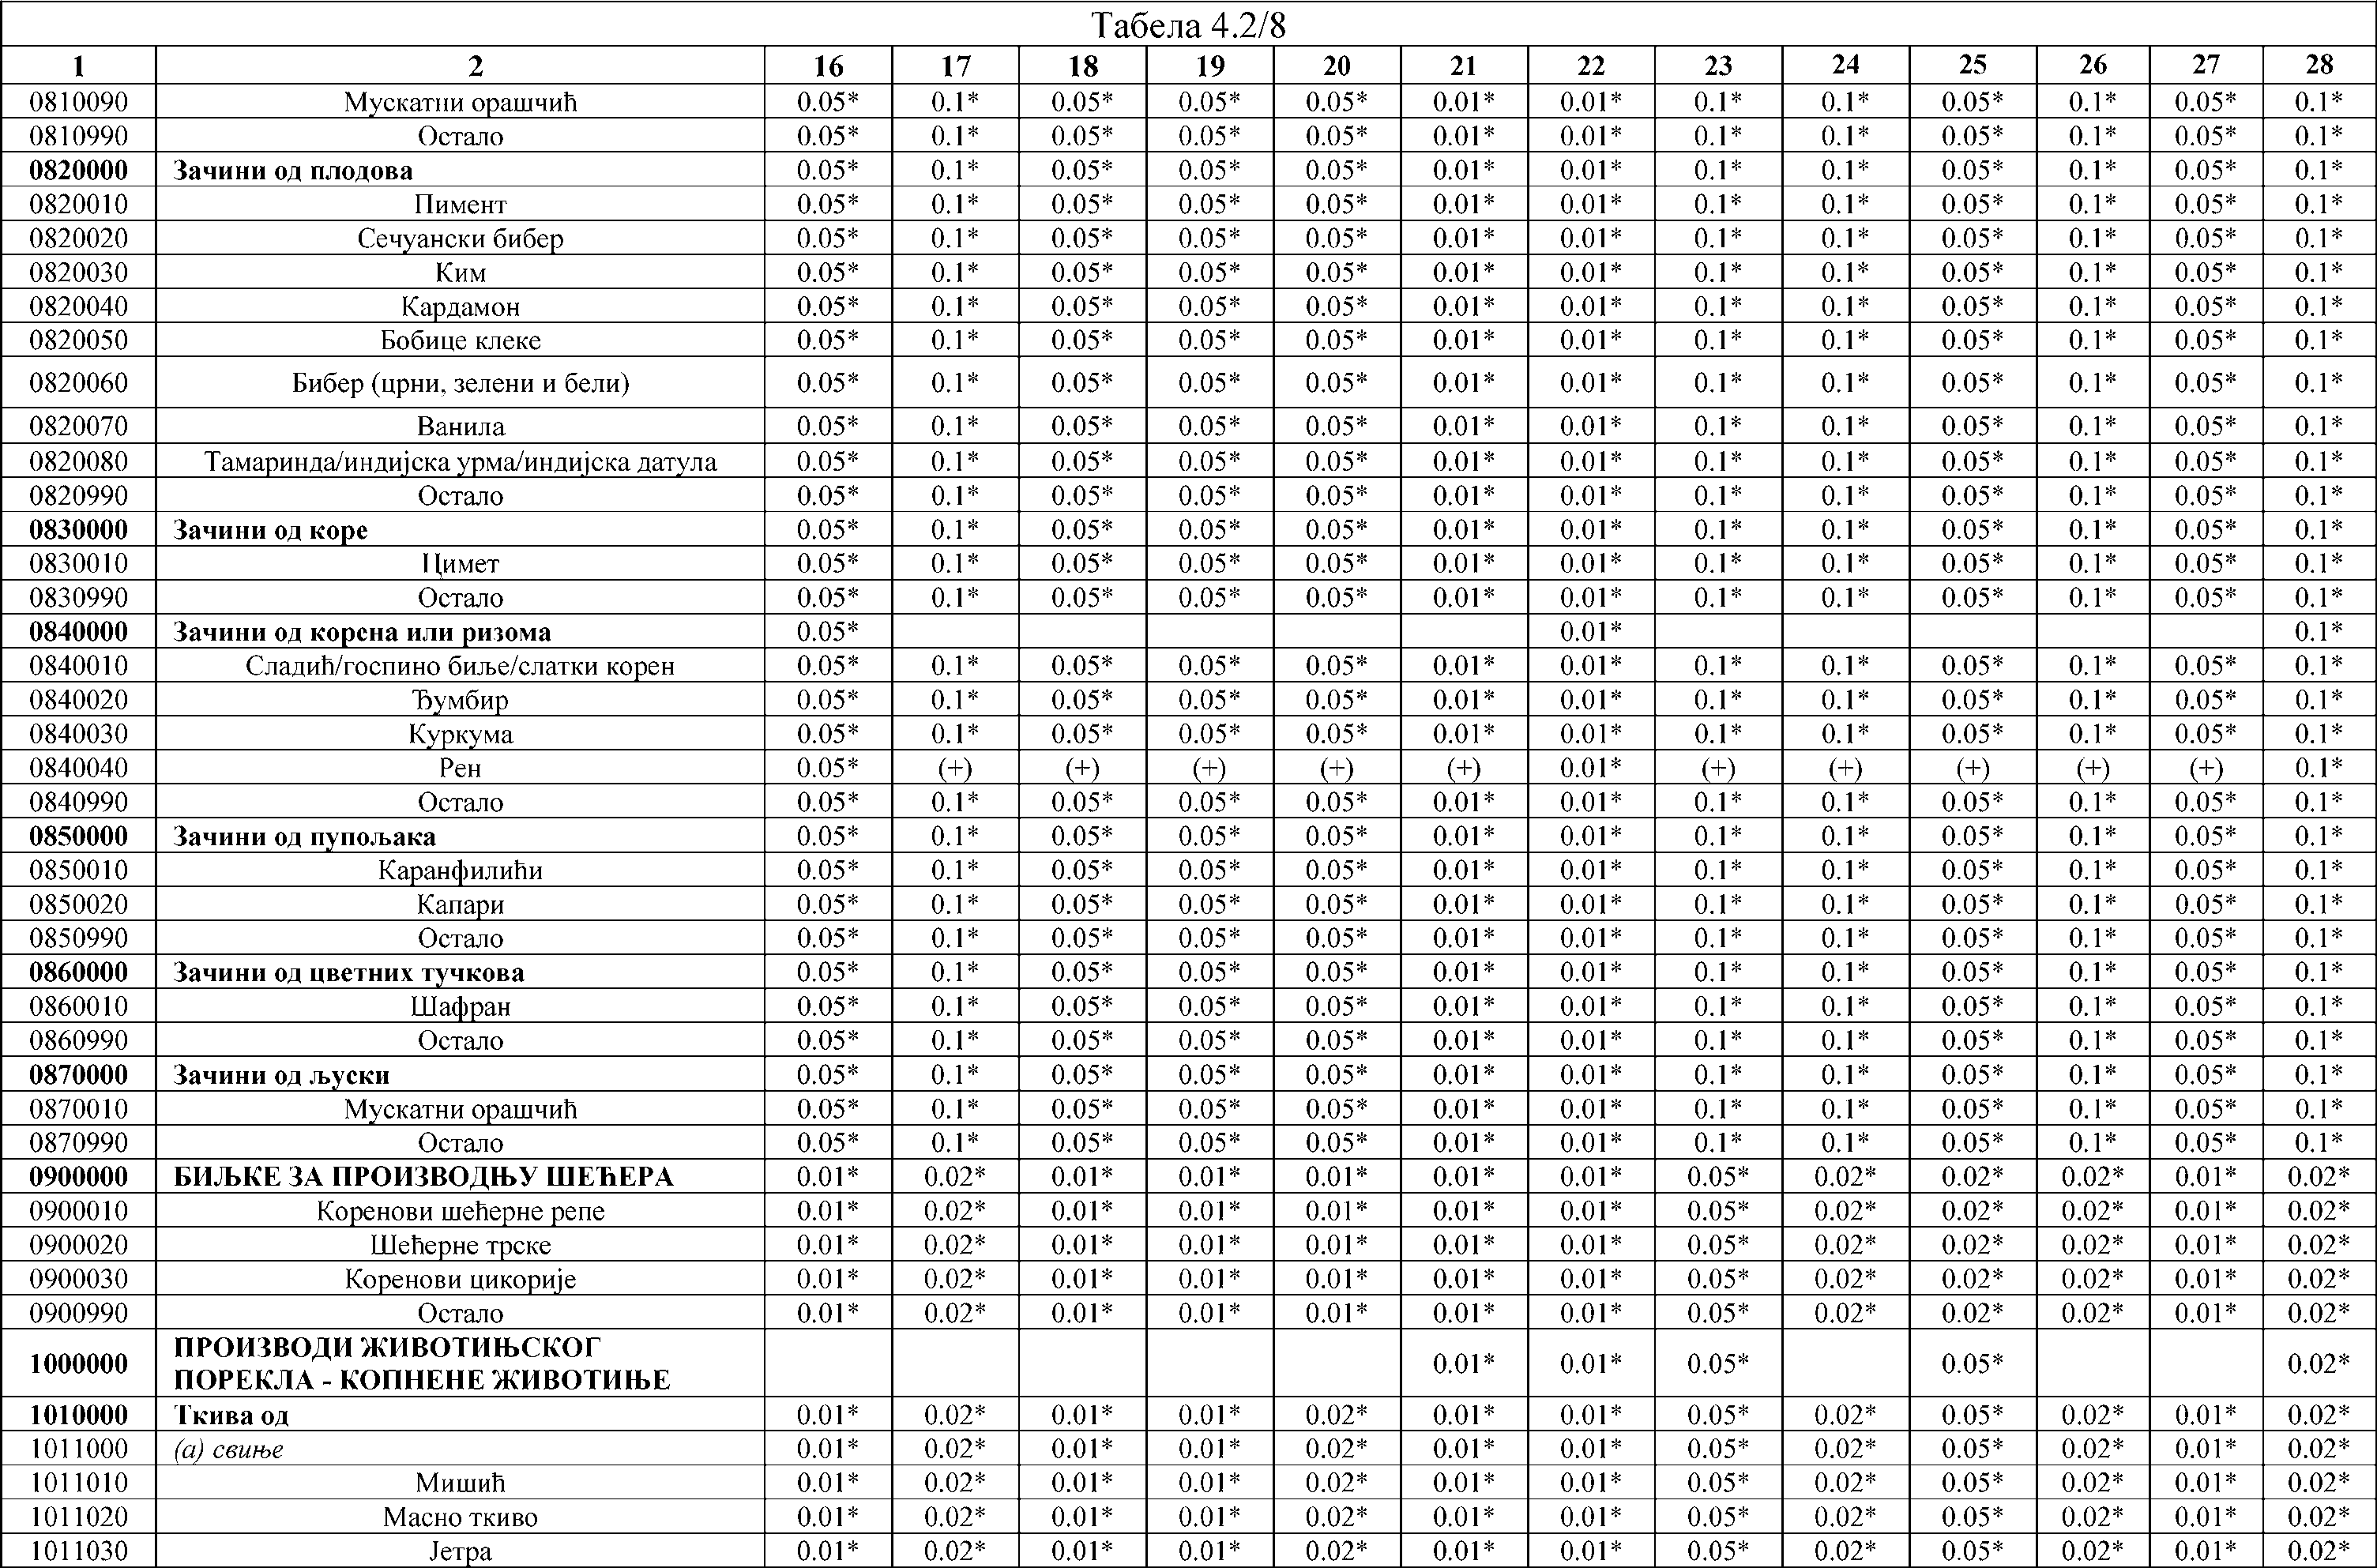 Табела 4.2/8
1 2 16 17 18 19 20 21 22 23 24 25 26 27 28
0810090 Мускатни орашчић 0.05* 0.1* 0.05* 0.05* 0.05* 0.01* 0.01* 0.1* 0.1* 0.05* 0.1* 0.05* 0.1*
0810990 Остало 0.05* 0.1* 0.05* 0.05* 0.05* 0.01* 0.01* 0.1* 0.1* 0.05* 0.1* 0.05* 0.1*
0820000 Зачини од плодова 0.05* 0.1* 0.05* 0.05* 0.05* 0.01* 0.01* 0.1* 0.1* 0.05* 0.1* 0.05* 0.1*
0820010 Пимент 0.05* 0.1* 0.05* 0.05* 0.05* 0.01* 0.01* 0.1* 0.1* 0.05* 0.1* 0.05* 0.1*
0820020 Сечуански бибер 0.05* 0.1* 0.05* 0.05* 0.05* 0.01* 0.01* 0.1* 0.1* 0.05* 0.1* 0.05* 0.1*
0820030 Ким 0.05* 0.1* 0.05* 0.05* 0.05* 0.01* 0.01* 0.1* 0.1* 0.05* 0.1* 0.05* 0.1*
0820040 Кардамон 0.05* 0.1* 0.05* 0.05* 0.05* 0.01* 0.01* 0.1* 0.1* 0.05* 0.1* 0.05* 0.1*
0820050 Бобице клеке 0.05* 0.1* 0.05* 0.05* 0.05* 0.01* 0.01* 0.1* 0.1* 0.05* 0.1* 0.05* 0.1*
0820060 Бибер (црни, зелени и бели) 0.05* 0.1* 0.05* 0.05* 0.05* 0.01* 0.01* 0.1* 0.1* 0.05* 0.1* 0.05* 0.1*
0820070 Ванила 0.05* 0.1* 0.05* 0.05* 0.05* 0.01* 0.01* 0.1* 0.1* 0.05* 0.1* 0.05* 0.1*
0820080 Тамаринда/индијска урма/индијска датула 0.05* 0.1* 0.05* 0.05* 0.05* 0.01* 0.01* 0.1* 0.1* 0.05* 0.1* 0.05* 0.1*
0820990 Остало 0.05* 0.1* 0.05* 0.05* 0.05* 0.01* 0.01* 0.1* 0.1* 0.05* 0.1* 0.05* 0.1*
0830000 Зачини од коре 0.05* 0.1* 0.05* 0.05* 0.05* 0.01* 0.01* 0.1* 0.1* 0.05* 0.1* 0.05* 0.1*
0830010 Цимет 0.05* 0.1* 0.05* 0.05* 0.05* 0.01* 0.01* 0.1* 0.1* 0.05* 0.1* 0.05* 0.1*
0830990 Остало 0.05* 0.1* 0.05* 0.05* 0.05* 0.01* 0.01* 0.1* 0.1* 0.05* 0.1* 0.05* 0.1*
0840000 Зачини од корена или ризома 0.05* 0.01* 0.1*
0840010 Сладић/госпино биље/слатки корен 0.05* 0.1* 0.05* 0.05* 0.05* 0.01* 0.01* 0.1* 0.1* 0.05* 0.1* 0.05* 0.1*
0840020 Ђумбир 0.05* 0.1* 0.05* 0.05* 0.05* 0.01* 0.01* 0.1* 0.1* 0.05* 0.1* 0.05* 0.1*
0840030 Куркума 0.05* 0.1* 0.05* 0.05* 0.05* 0.01* 0.01* 0.1* 0.1* 0.05* 0.1* 0.05* 0.1*
0840040 Рен 0.05* (+) (+) (+) (+) (+) 0.01* (+) (+) (+) (+) (+) 0.1*
0840990 Остало 0.05* 0.1* 0.05* 0.05* 0.05* 0.01* 0.01* 0.1* 0.1* 0.05* 0.1* 0.05* 0.1*
0850000 Зачини од пупољака 0.05* 0.1* 0.05* 0.05* 0.05* 0.01* 0.01* 0.1* 0.1* 0.05* 0.1* 0.05* 0.1*
0850010 Каранфилићи 0.05* 0.1* 0.05* 0.05* 0.05* 0.01* 0.01* 0.1* 0.1* 0.05* 0.1* 0.05* 0.1*
0850020 Капари 0.05* 0.1* 0.05* 0.05* 0.05* 0.01* 0.01* 0.1* 0.1* 0.05* 0.1* 0.05* 0.1*
0850990 Остало 0.05* 0.1* 0.05* 0.05* 0.05* 0.01* 0.01* 0.1* 0.1* 0.05* 0.1* 0.05* 0.1*
0860000 Зачини од цветних тучкова 0.05* 0.1* 0.05* 0.05* 0.05* 0.01* 0.01* 0.1* 0.1* 0.05* 0.1* 0.05* 0.1*
0860010 Шафран 0.05* 0.1* 0.05* 0.05* 0.05* 0.01* 0.01* 0.1* 0.1* 0.05* 0.1* 0.05* 0.1*
0860990 Остало 0.05* 0.1* 0.05* 0.05* 0.05* 0.01* 0.01* 0.1* 0.1* 0.05* 0.1* 0.05* 0.1*
0870000 Зачини од љуски 0.05* 0.1* 0.05* 0.05* 0.05* 0.01* 0.01* 0.1* 0.1* 0.05* 0.1* 0.05* 0.1*
0870010 Мускатни орашчић 0.05* 0.1* 0.05* 0.05* 0.05* 0.01* 0.01* 0.1* 0.1* 0.05* 0.1* 0.05* 0.1*
0870990 Остало 0.05* 0.1* 0.05* 0.05* 0.05* 0.01* 0.01* 0.1* 0.1* 0.05* 0.1* 0.05* 0.1*
0900000 БИЉКЕ ЗА ПРОИЗВОДЊУ ШЕЋЕРА 0.01* 0.02* 0.01* 0.01* 0.01* 0.01* 0.01* 0.05* 0.02* 0.02* 0.02* 0.01* 0.02*
0900010 Коренови шећерне репе 0.01* 0.02* 0.01* 0.01* 0.01* 0.01* 0.01* 0.05* 0.02* 0.02* 0.02* 0.01* 0.02*
0900020 Шећерне трске 0.01* 0.02* 0.01* 0.01* 0.01* 0.01* 0.01* 0.05* 0.02* 0.02* 0.02* 0.01* 0.02*
0900030 Коренови цикорије 0.01* 0.02* 0.01* 0.01* 0.01* 0.01* 0.01* 0.05* 0.02* 0.02* 0.02* 0.01* 0.02*
0900990 Остало 0.01* 0.02* 0.01* 0.01* 0.01* 0.01* 0.01* 0.05* 0.02* 0.02* 0.02* 0.01* 0.02*
1000000 ПРОИЗВОДИ ЖИВОТИЊСКОГ
ПОРЕКЛА - КОПНЕНЕ ЖИВОТИЊЕ 0.01* 0.01* 0.05* 0.05* 0.02*
1010000 Ткива од 0.01* 0.02* 0.01* 0.01* 0.02* 0.01* 0.01* 0.05* 0.02* 0.05* 0.02* 0.01* 0.02*
1011000 (а) свиње 0.01* 0.02* 0.01* 0.01* 0.02* 0.01* 0.01* 0.05* 0.02* 0.05* 0.02* 0.01* 0.02*
1011010 Мишић 0.01* 0.02* 0.01* 0.01* 0.02* 0.01* 0.01* 0.05* 0.02* 0.05* 0.02* 0.01* 0.02*
1011020 Масно ткиво 0.01* 0.02* 0.01* 0.01* 0.02* 0.01* 0.01* 0.05* 0.02* 0.05* 0.02* 0.01* 0.02*
1011030 Јетра 0.01* 0.02* 0.01* 0.01* 0.02* 0.01* 0.01* 0.05* 0.02* 0.05* 0.02* 0.01* 0.02*